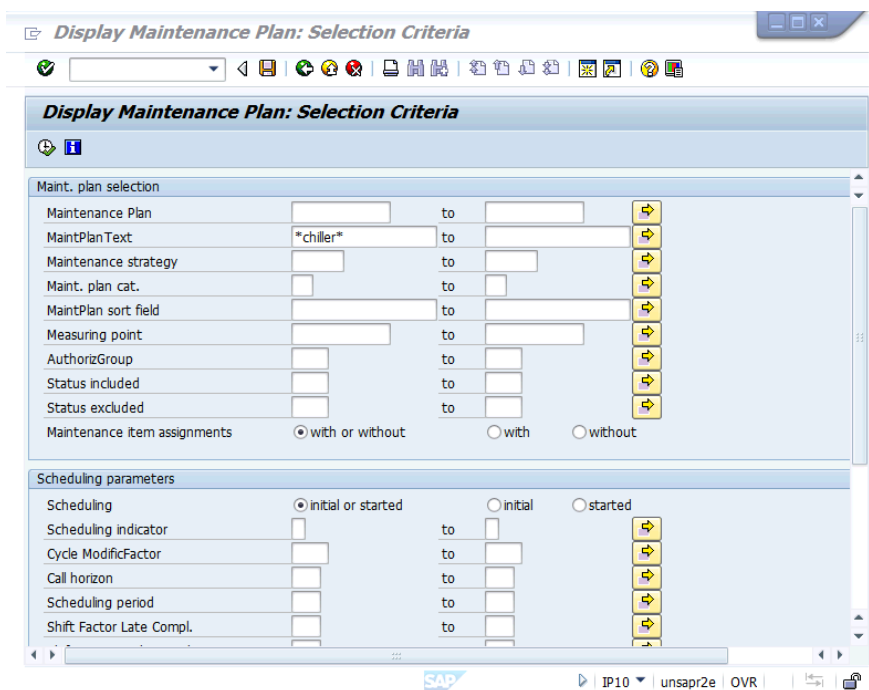 Display Maintenance Plan: Selection Criteria
Display Maintenance Plan: Selection Criteria
Maint. plan selection
Maintenance Plan to
MaintPlanText *chiller* to
Maintenance strategy to
Maint. plan cat. to
MaintPlan sort field to
Measuring point to
AuthorizGroup to
Status included to
Status excluded to
Maintenance item assignments with or without with without
Scheduling parameters
Scheduling initial or started initial started
Scheduling indicator to
Cycle ModificFactor to
Call horizon to
Scheduling period to
Shift Factor Late Compl. to
SAP IP10 unsapr2e OVR